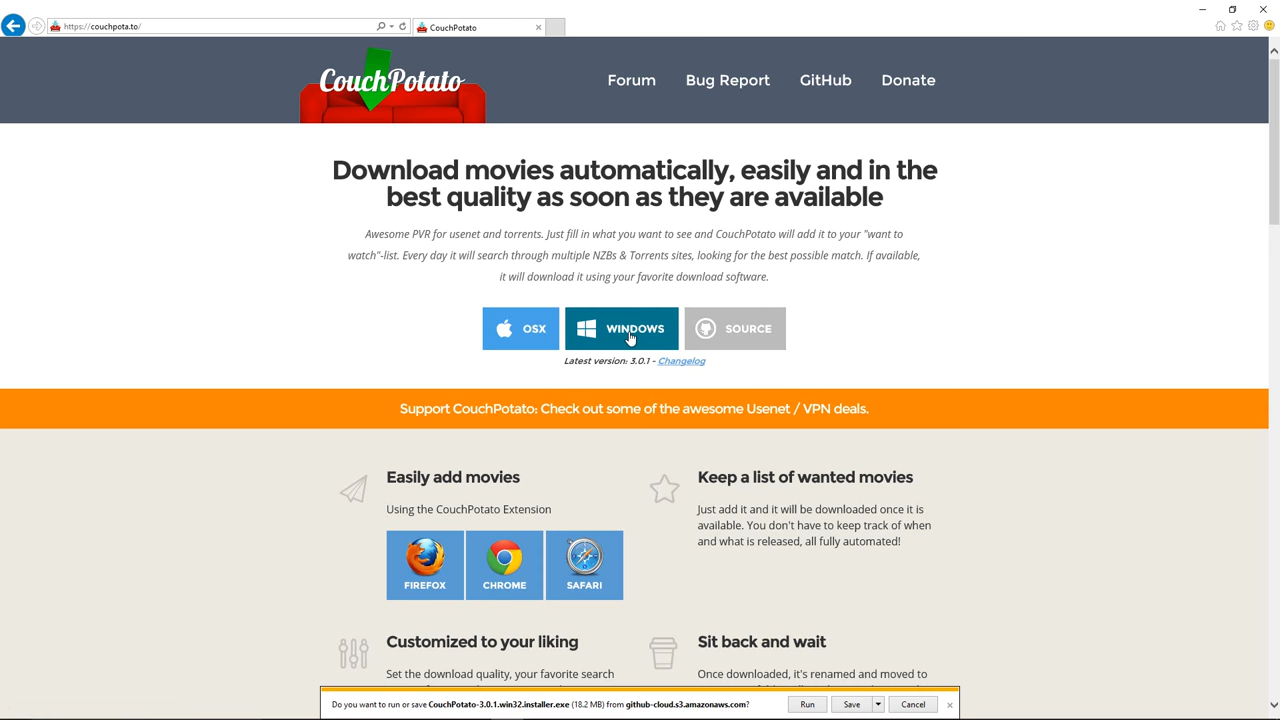 https://couchpota.to/
CouchPotato
CouchPotato
Forum
Bug Report
GitHub
Donate
Download movies automatically, easily and in the
best quality as soon as they are available
Awesome PVR for usenet and torrents. Just fill in what you want to see and CouchPotato will add it to your "want to
watch"-list. Every day it will search through multiple NZBs & Torrents sites, looking for the best possible match. If available,
it will download it using your favorite download software.
OSX
WINDOWS
SOURCE
Latest version: 3.0.1 - Changelog
Support CouchPotato: Check out some of the awesome Usenet / VPN deals.
Easily add movies
Using the CouchPotato Extension
FIREFOX
CHROME
SAFARI
Keep a list of wanted movies
Just add it and it will be downloaded once it is
available. You don't have to keep track of when
and what is released, all fully automated!
Customized to your liking
Set the download quality, your favorite search
Sit back and wait
Once downloaded, it's renamed and moved to
Do you want to run or save CouchPotato-3.0.1.win32.installer.exe (18.2 MB) from github-cloud.s3.amazonaws.com?
Run
Save
Cancel